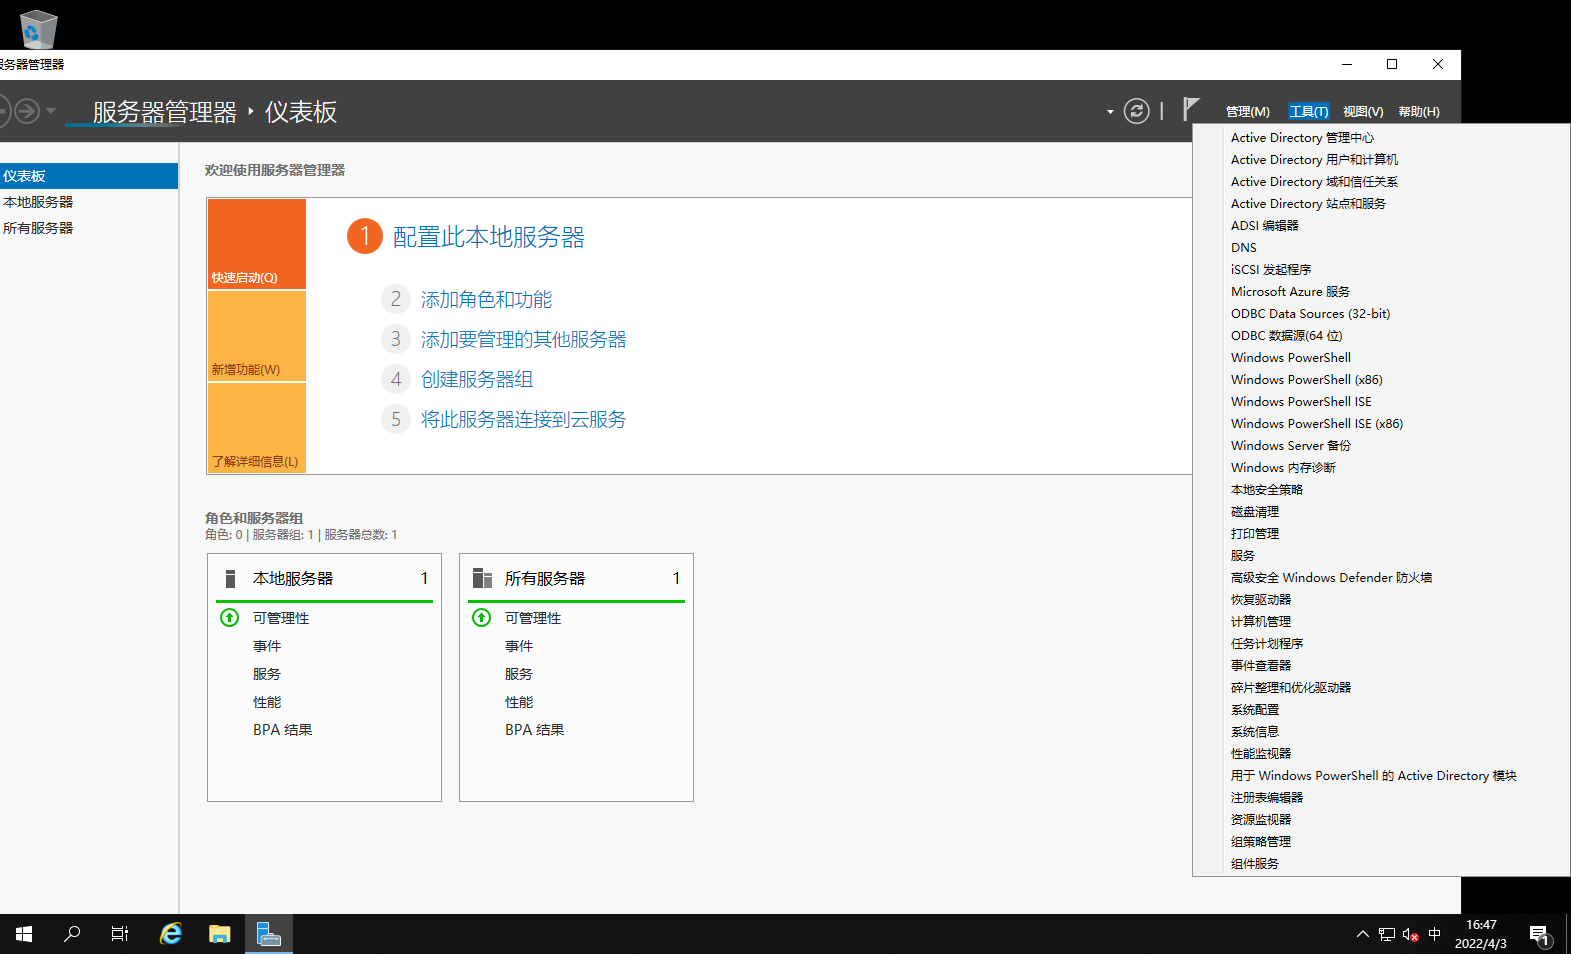 服务器管理器
服务器管理器 · 仪表板
管理(M) 工具(T) 视图(V) 帮助(H)
仪表板
本地服务器
所有服务器
欢迎使用服务器管理器
快速启动(Q)
新增功能(W)
了解详细信息(L)
1 配置此本地服务器
2 添加角色和功能
3 添加要管理的其他服务器
4 创建服务器组
5 将此服务器连接到云服务
角色和服务器组
角色: 0 | 服务器组: 1 | 服务器总数: 1
本地服务器 1
可管理性
事件
服务
性能
BPA 结果
所有服务器 1
可管理性
事件
服务
性能
BPA 结果
Active Directory 管理中心
Active Directory 用户和计算机
Active Directory 域和信任关系
Active Directory 站点和服务
ADSI 编辑器
DNS
iSCSI 发起程序
Microsoft Azure 服务
ODBC Data Sources (32-bit)
ODBC 数据源(64 位)
Windows PowerShell
Windows PowerShell (x86)
Windows PowerShell ISE
Windows PowerShell ISE (x86)
Windows Server 备份
Windows 内存诊断
本地安全策略
磁盘清理
打印管理
服务
高级安全 Windows Defender 防火墙
恢复驱动器
计算机管理
任务计划程序
事件查看器
碎片整理和优化驱动器
系统配置
系统信息
性能监视器
用于 Windows PowerShell 的 Active Directory 模块
注册表编辑器
资源监视器
组策略管理
组件服务
中
16:47
2022/4/3
1